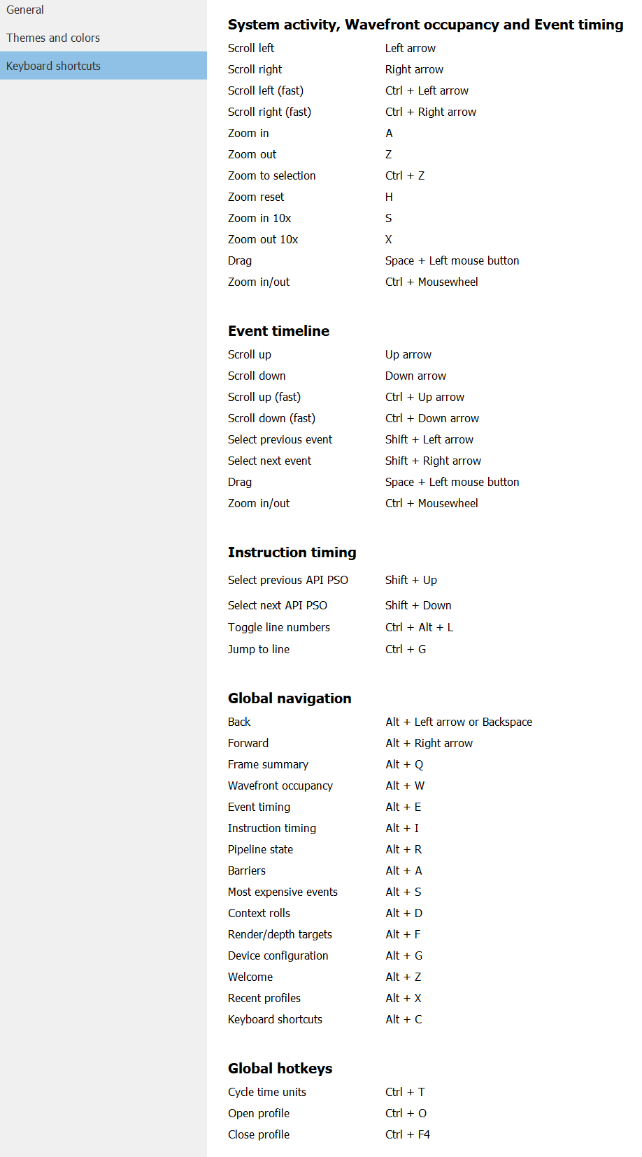 General
Themes and colors
Keyboard shortcuts
System activity, Wavefront occupancy and Event timing
Scroll left Left arrow
Scroll right Right arrow
Scroll left (fast) Ctrl + Left arrow
Scroll right (fast) Ctrl + Right arrow
Zoom in A
Zoom out Z
Zoom to selection Ctrl + Z
Zoom reset H
Zoom in 10x S
Zoom out 10x X
Drag Space + Left mouse button
Zoom in/out Ctrl + Mousewheel
Event timeline
Scroll up Up arrow
Scroll down Down arrow
Scroll up (fast) Ctrl + Up arrow
Scroll down (fast) Ctrl + Down arrow
Select previous event Shift + Left arrow
Select next event Shift + Right arrow
Drag Space + Left mouse button
Zoom in/out Ctrl + Mousewheel
Instruction timing
Select previous API PSO Shift + Up
Select next API PSO Shift + Down
Toggle line numbers Ctrl + Alt + L
Jump to line Ctrl + G
Global navigation
Back Alt + Left arrow or Backspace
Forward Alt + Right arrow
Frame summary Alt + Q
Wavefront occupancy Alt + W
Event timing Alt + E
Instruction timing Alt + I
Pipeline state Alt + R
Barriers Alt + A
Most expensive events Alt + S
Context rolls Alt + D
Render/depth targets Alt + F
Device configuration Alt + G
Welcome Alt + Z
Recent profiles Alt + X
Keyboard shortcuts Alt + C
Global hotkeys
Cycle time units Ctrl + T
Open profile Ctrl + O
Close profile Ctrl + F4